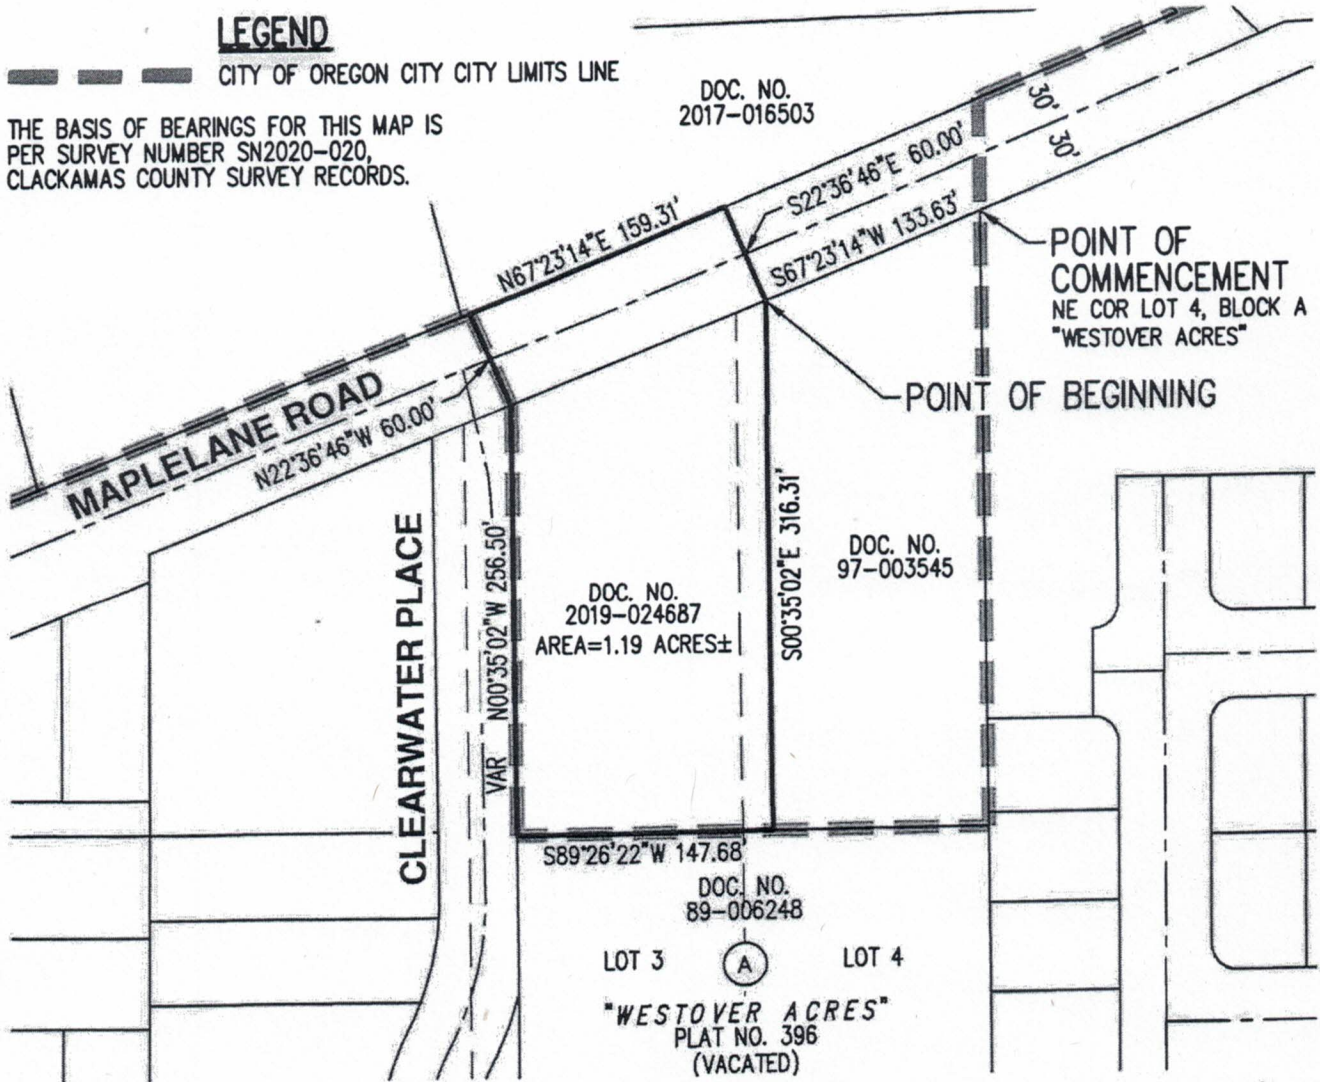 LEGEND
CITY OF OREGON CITY CITY LIMITS LINE
THE BASIS OF BEARINGS FOR THIS MAP IS
PER SURVEY NUMBER SN2020-020,
CLACKAMAS COUNTY SURVEY RECORDS.
DOC. NO.
2017-016503
30'
30'
S22°36'46"E 60.00'
S67°23'14"W 133.63'
N67°23'14"E 159.31'
POINT OF
COMMENCEMENT
NE COR LOT 4, BLOCK A
"WESTOVER ACRES"
POINT OF BEGINNING
MAPLELANE ROAD
N22°36'46"W 60.00'
CLEARWATER PLACE
VAR
N00°35'02"W 256.50'
DOC. NO.
2019-024687
AREA=1.19 ACRES±
S00°35'02"E 316.31'
DOC. NO.
97-003545
S89°26'22"W 147.68'
DOC. NO.
89-006248
LOT 3
A
LOT 4
"WESTOVER ACRES"
PLAT NO. 396
(VACATED)